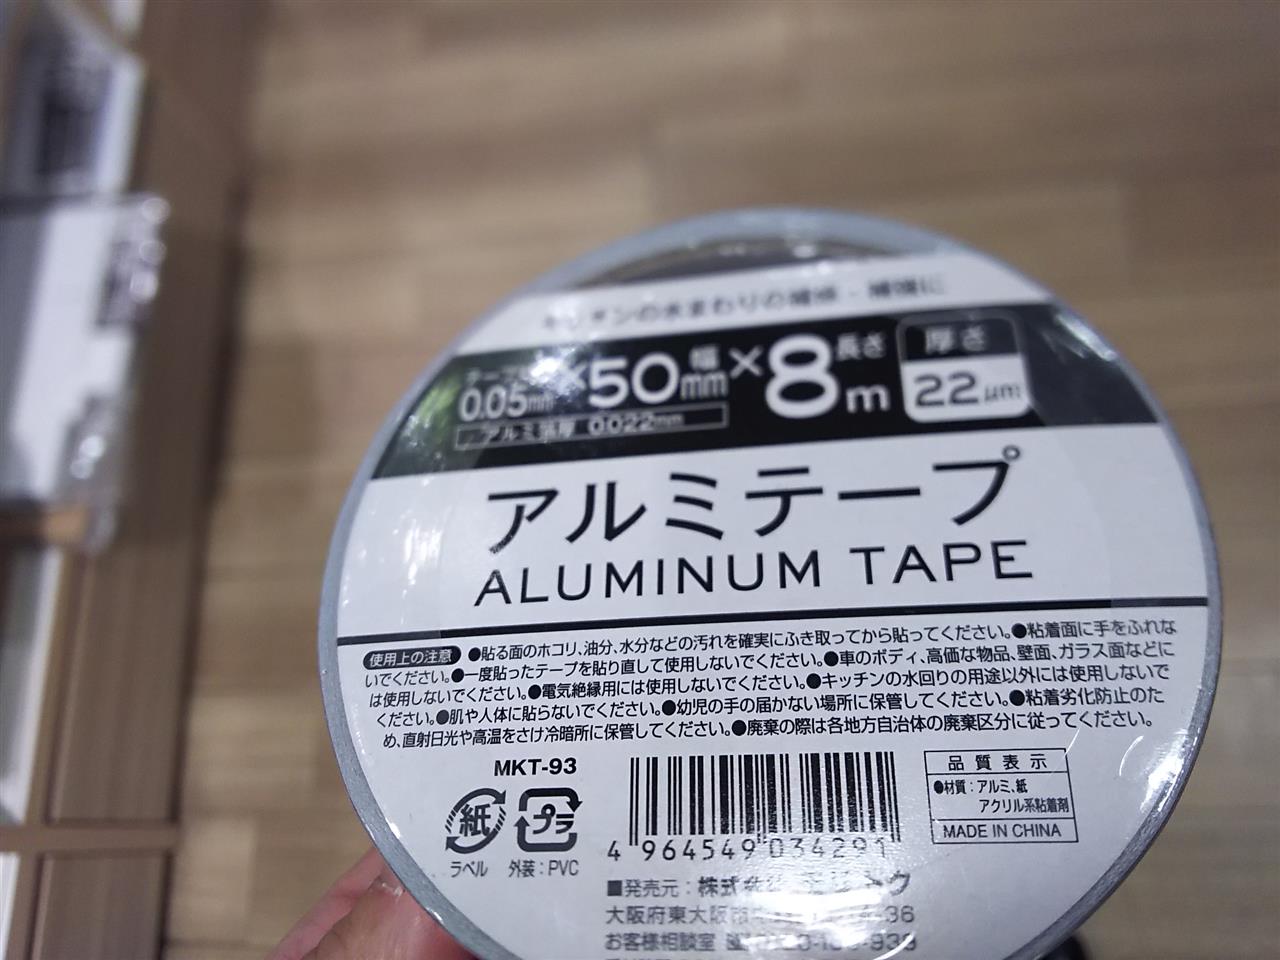 キッチンの水まわりの補修・補強に
0.05mm×50mm幅×8m長さ 厚さ 22μm
アルミ箔厚 0.022mm
アルミテープ
ALUMINUM TAPE
使用上の注意 ●貼る面のホコリ、油分、水分などの汚れを確実にふき取ってから貼ってください。●粘着面に手をふれな
いでください。●一度貼ったテープを貼り直して使用しないでください。●車のボディ、高価な物品、壁面、ガラス面などに
は使用しないでください。●電気絶縁用には使用しないでください。●キッチンの水回りの用途以外には使用しないで
ください。●肌や人体に貼らないでください。●幼児の手の届かない場所に保管してください。●粘着劣化防止のた
め、直射日光や高温をさけ冷暗所に保管してください。●廃棄の際は各地方自治体の廃棄区分に従ってください。
MKT-93
紙 プラ
ラベル 外装：PVC
4 964549 034291
品質表示
●材質：アルミ、紙
アクリル系粘着剤
MADE IN CHINA
■発売元：株式会社
大阪府東大阪市
お客様相談室